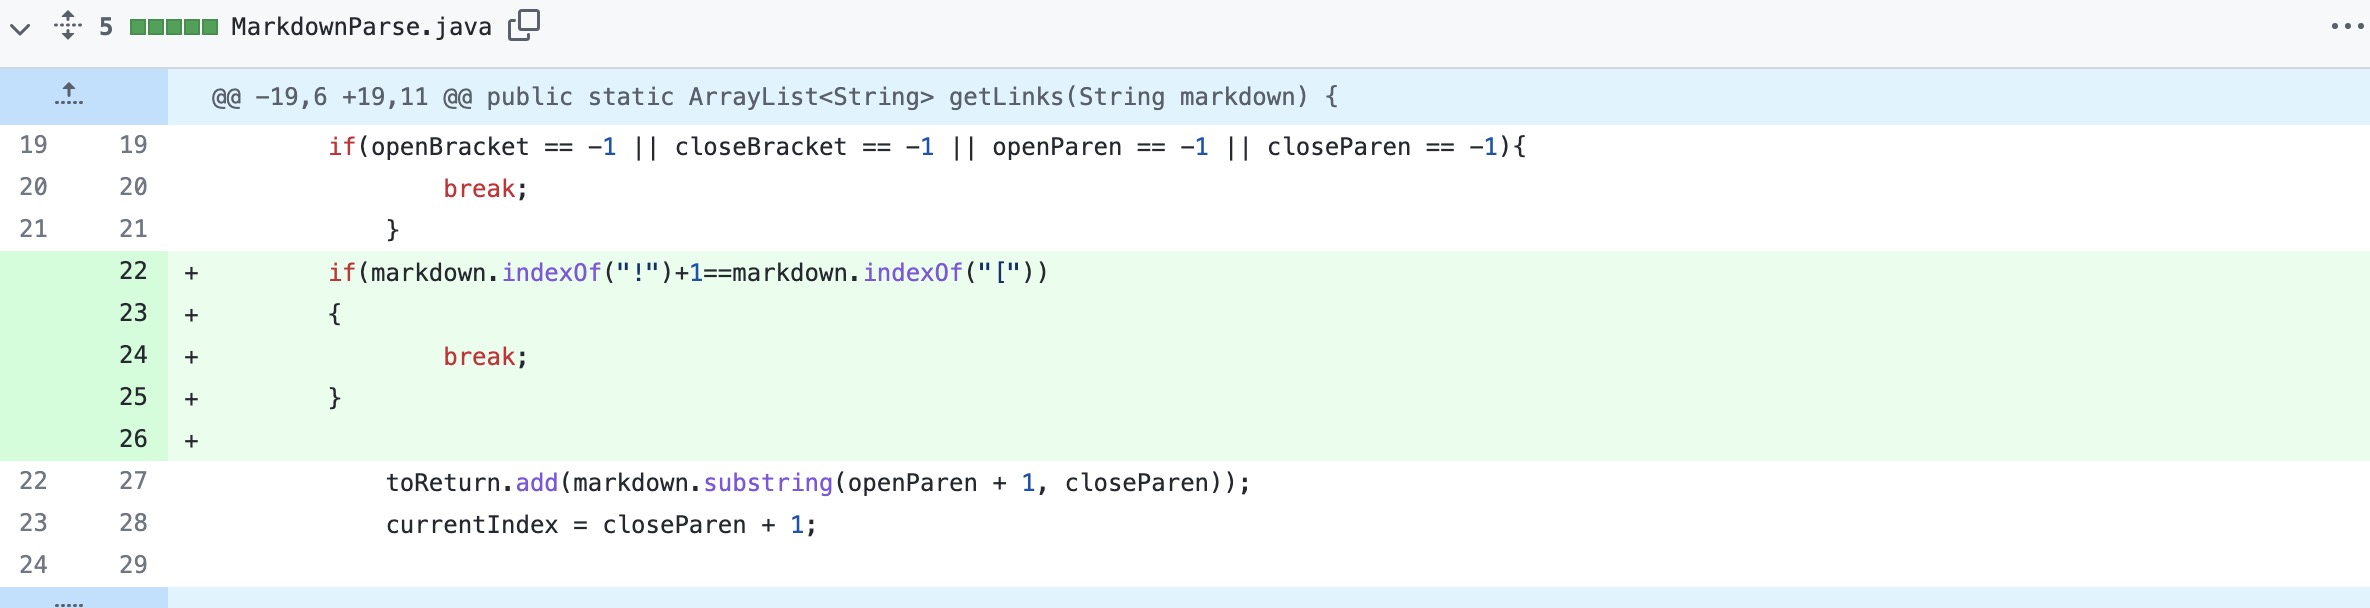 5 MarkdownParse.java
@@ -19,6 +19,11 @@ public static ArrayList<String> getLinks(String markdown) {
19 19 if(openBracket == -1 || closeBracket == -1 || openParen == -1 || closeParen == -1){
20 20 break;
21 21 }
22 + if(markdown.indexOf("!")+1==markdown.indexOf("["))
23 + {
24 + break;
25 + }
26 +
22 27 toReturn.add(markdown.substring(openParen + 1, closeParen));
23 28 currentIndex = closeParen + 1;
24 29